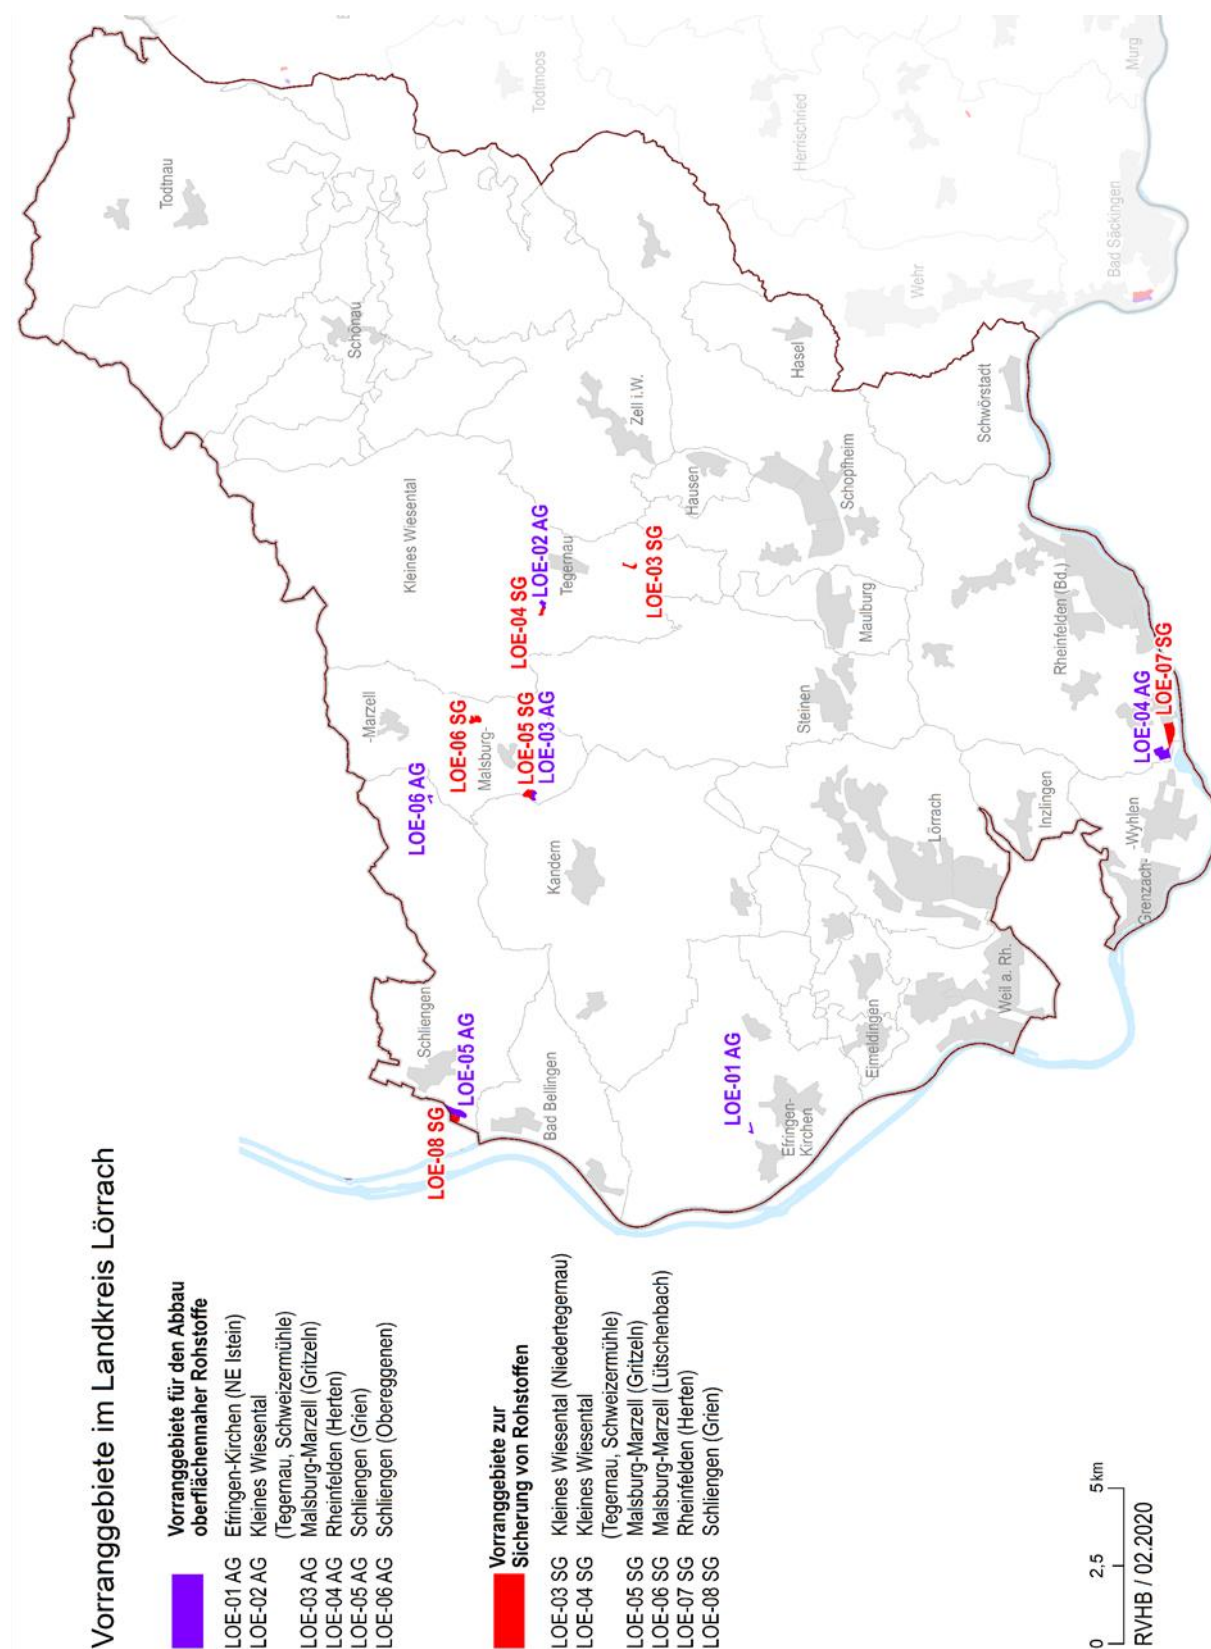 Vorranggebiete im Landkreis Lörrach
Vorranggebiete für den Abbau
oberflächennaher Rohstoffe
LOE-01 AG Efringen-Kirchen (NE Istein)
LOE-02 AG Kleines Wiesental
(Tegernau, Schweizermühle)
LOE-03 AG Malsburg-Marzell (Gritzeln)
LOE-04 AG Rheinfelden (Herten)
LOE-05 AG Schliengen (Grien)
LOE-06 AG Schliengen (Obereggenen)
Vorranggebiete zur
Sicherung von Rohstoffen
LOE-03 SG Kleines Wiesental (Niedertegernau)
LOE-04 SG Kleines Wiesental
(Tegernau, Schweizermühle)
LOE-05 SG Malsburg-Marzell (Gritzeln)
LOE-06 SG Malsburg-Marzell (Lütschenbach)
LOE-07 SG Rheinfelden (Herten)
LOE-08 SG Schliengen (Grien)
0 2,5 5 km
RVHB / 02.2020
Todtnau
Todtmoos
Herrischried
Murg
Schönau
Wehr
Bad Säckingen
Hasel
Zell i.W.
Schwörstadt
Kleines Wiesental
Hausen
Schopfheim
LOE-02 AG
Tegernau
LOE-04 SG
LOE-03 SG
Maulburg
Rheinfelden (Bd.)
-Marzell
LOE-06 SG
Malsburg-
LOE-05 SG
LOE-03 AG
Steinen
LOE-04 AG
LOE-07 SG
LOE-06 AG
Kandern
Lörrach
Inzlingen
-Wyhlen
Grenzach-
Schliengen
LOE-05 AG
LOE-08 SG
Bad Bellingen
LOE-01 AG
Efringen-
Kirchen
Eimeldingen
Weil a. Rh.